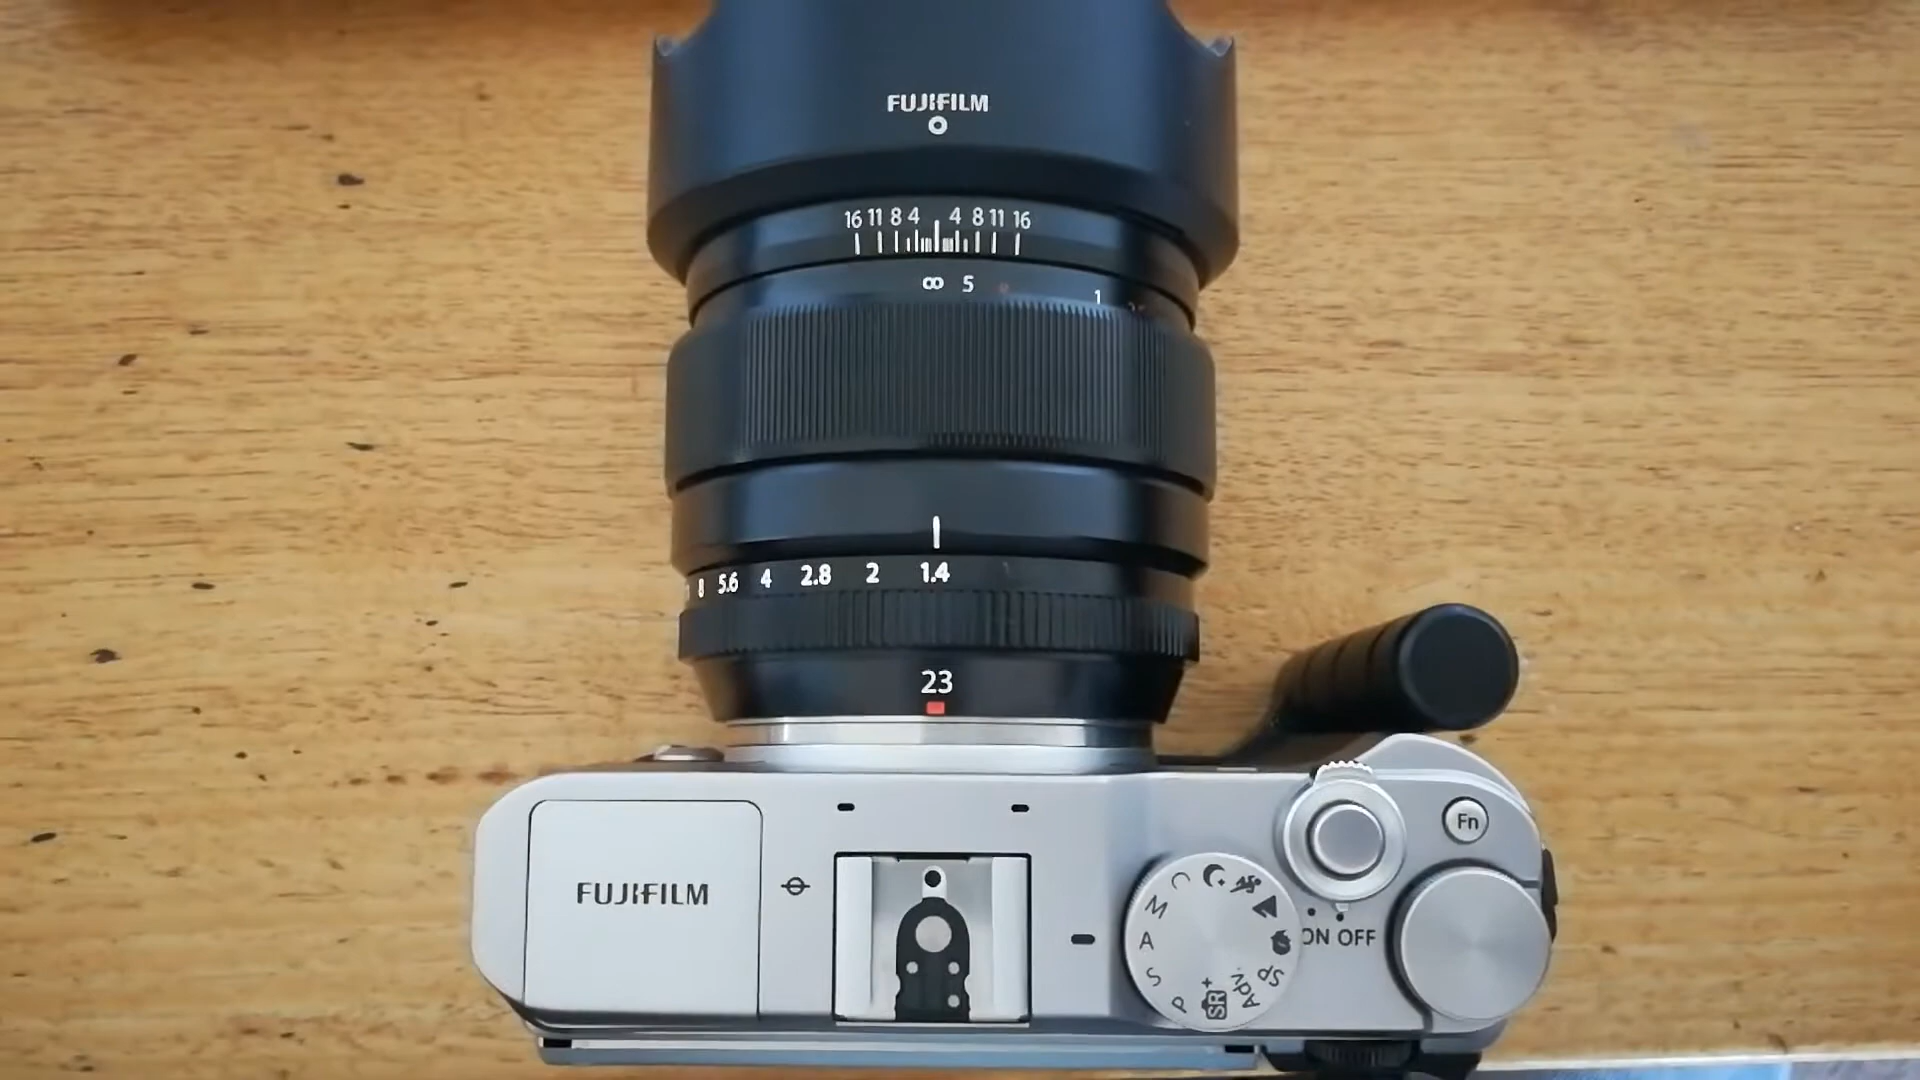 FUJIFILM
16 11 8 4 4 8 11 16
∞ 5 1
8 5.6 4 2.8 2 1.4
23
Fn
FUJIFILM
ON OFF
C
M
A
S
P
SR+
Adv.
SP